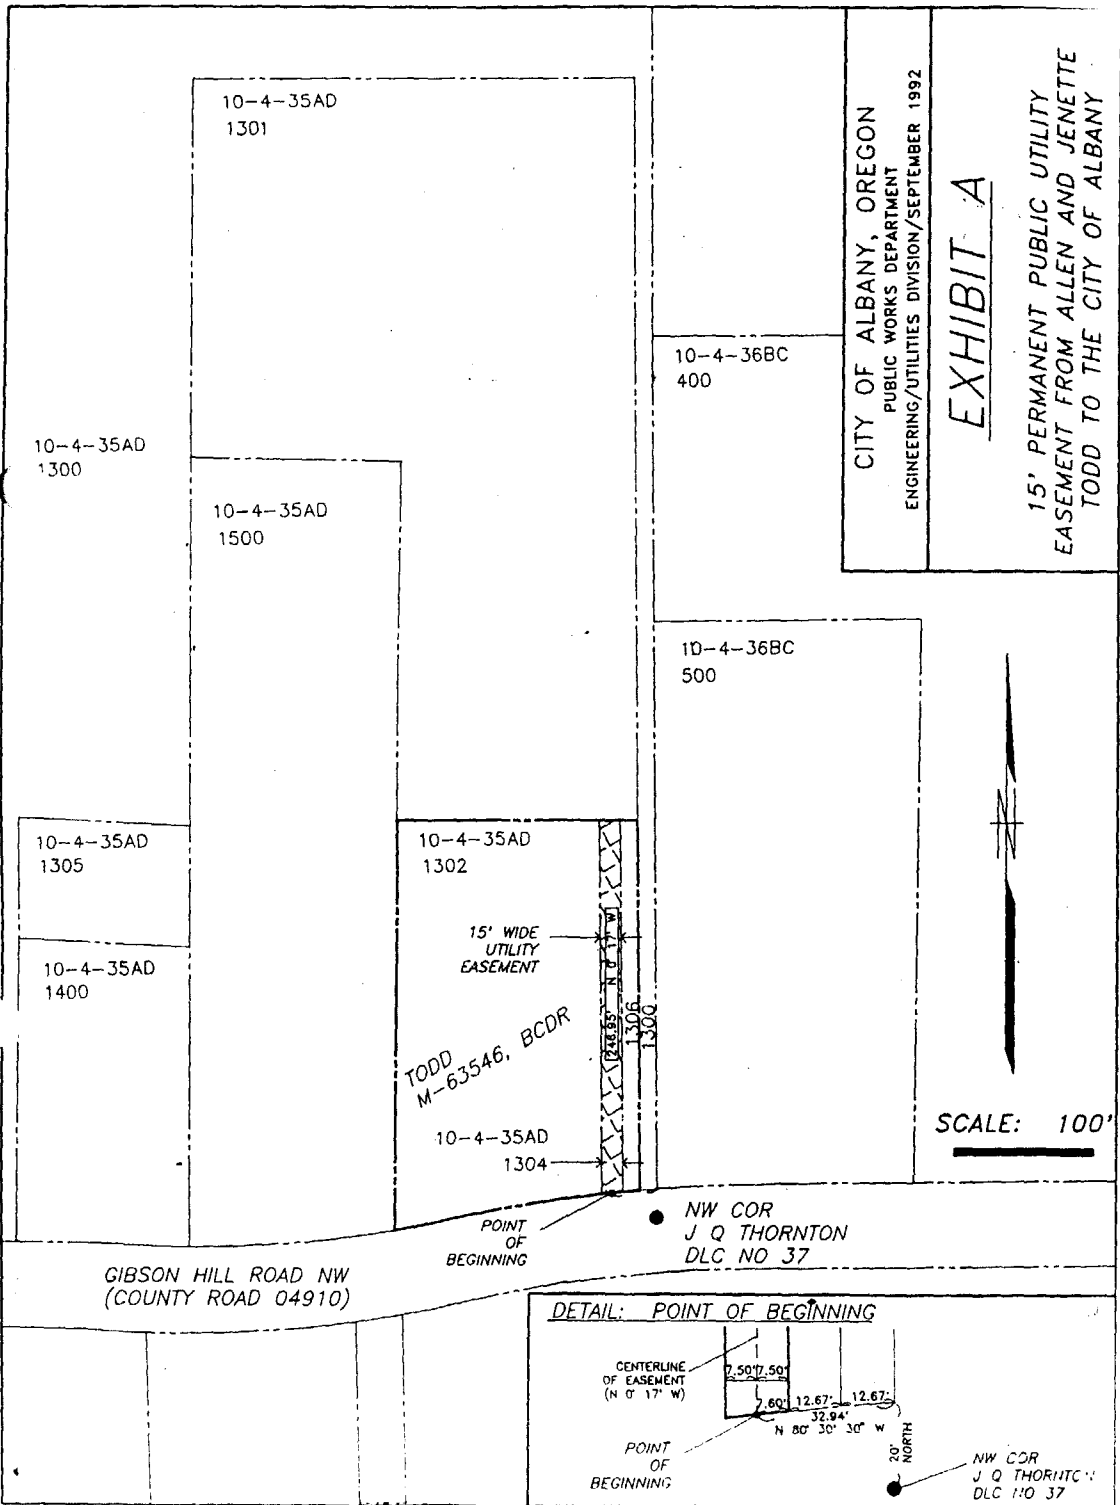 10-4-35AD
1301
CITY OF ALBANY, OREGON
PUBLIC WORKS DEPARTMENT
ENGINEERING/UTILITIES DIVISION/SEPTEMBER 1992
EXHIBIT A
15' PERMANENT PUBLIC UTILITY
EASEMENT FROM ALLEN AND JENETTE
TODD TO THE CITY OF ALBANY
10-4-36BC
400
10-4-35AD
1300
10-4-35AD
1500
10-4-36BC
500
N
10-4-35AD
1305
10-4-35AD
1302
15' WIDE
UTILITY
EASEMENT
246.95' N 0° 17' W
1306
1300
10-4-35AD
1400
TODD
M-63546, BCDR
10-4-35AD
1304
SCALE: 100'
POINT
OF
BEGINNING
NW COR
J Q THORNTON
DLC NO 37
GIBSON HILL ROAD NW
(COUNTY ROAD 04910)
DETAIL: POINT OF BEGINNING
CENTERLINE
OF EASEMENT
(N 0° 17' W)
7.50' 7.50'
7.60' 12.67' 12.67'
32.94'
N 80° 30' 30" W
20'
NORTH
POINT
OF
BEGINNING
NW COR
J Q THORNTON
DLC NO 37